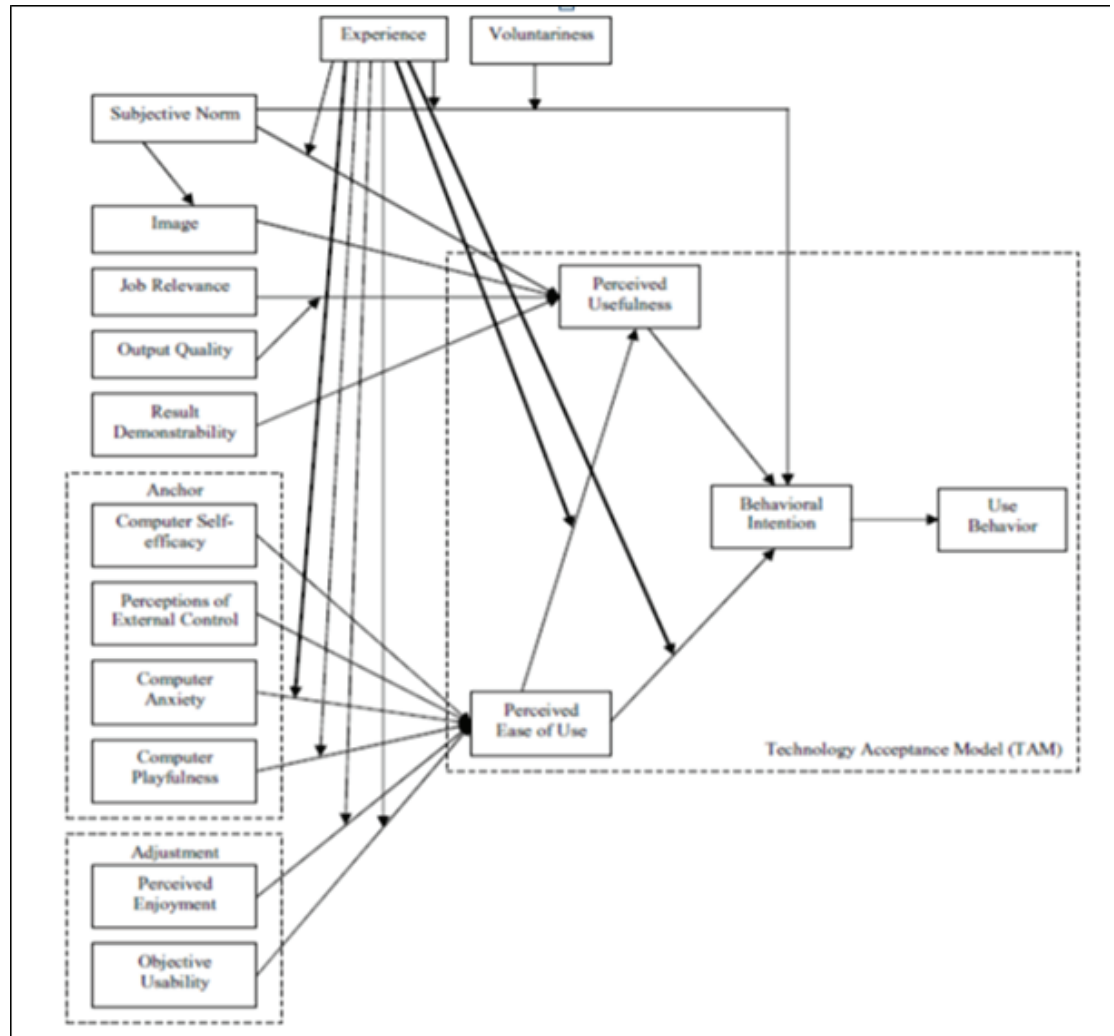 Experience
Voluntariness
Subjective Norm
Image
Job Relevance
Output Quality
Result
Demonstrability
Perceived
Usefulness
Anchor
Computer Self-
efficacy
Perceptions of
External Control
Computer
Anxiety
Computer
Playfulness
Behavioral
Intention
Use
Behavior
Perceived
Ease of Use
Technology Acceptance Model (TAM)
Adjustment
Perceived
Enjoyment
Objective
Usability